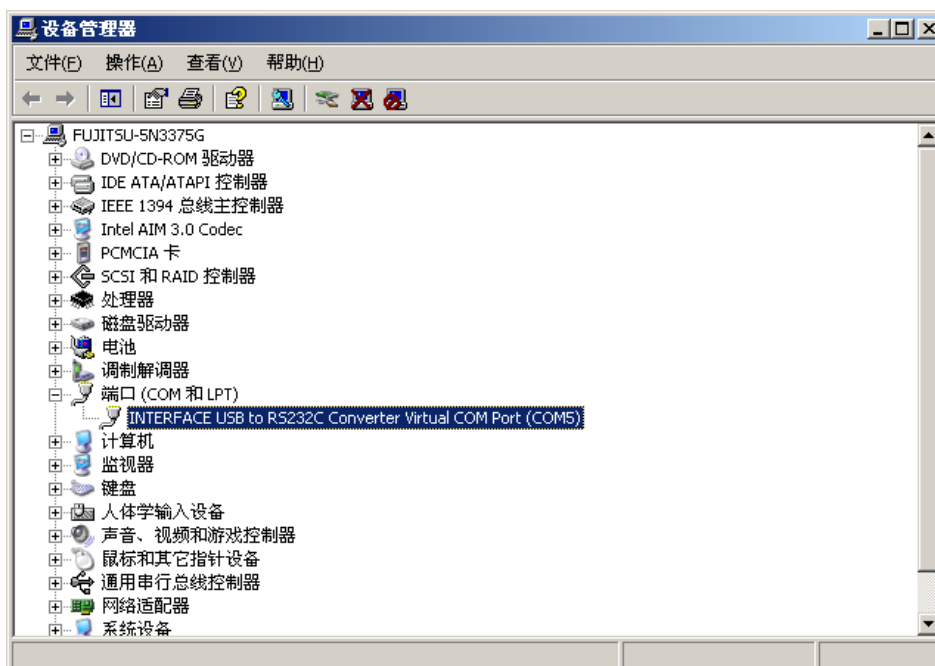 设备管理器
文件(F) 操作(A) 查看(V) 帮助(H)
FUJITSU-5N3375G
DVD/CD-ROM 驱动器
IDE ATA/ATAPI 控制器
IEEE 1394 总线主控制器
Intel AIM 3.0 Codec
PCMCIA 卡
SCSI 和 RAID 控制器
处理器
磁盘驱动器
电池
调制解调器
端口 (COM 和 LPT)
INTERFACE USB to RS232C Converter Virtual COM Port (COM5)
计算机
监视器
键盘
人体学输入设备
声音、视频和游戏控制器
鼠标和其它指针设备
通用串行总线控制器
网络适配器
系统设备